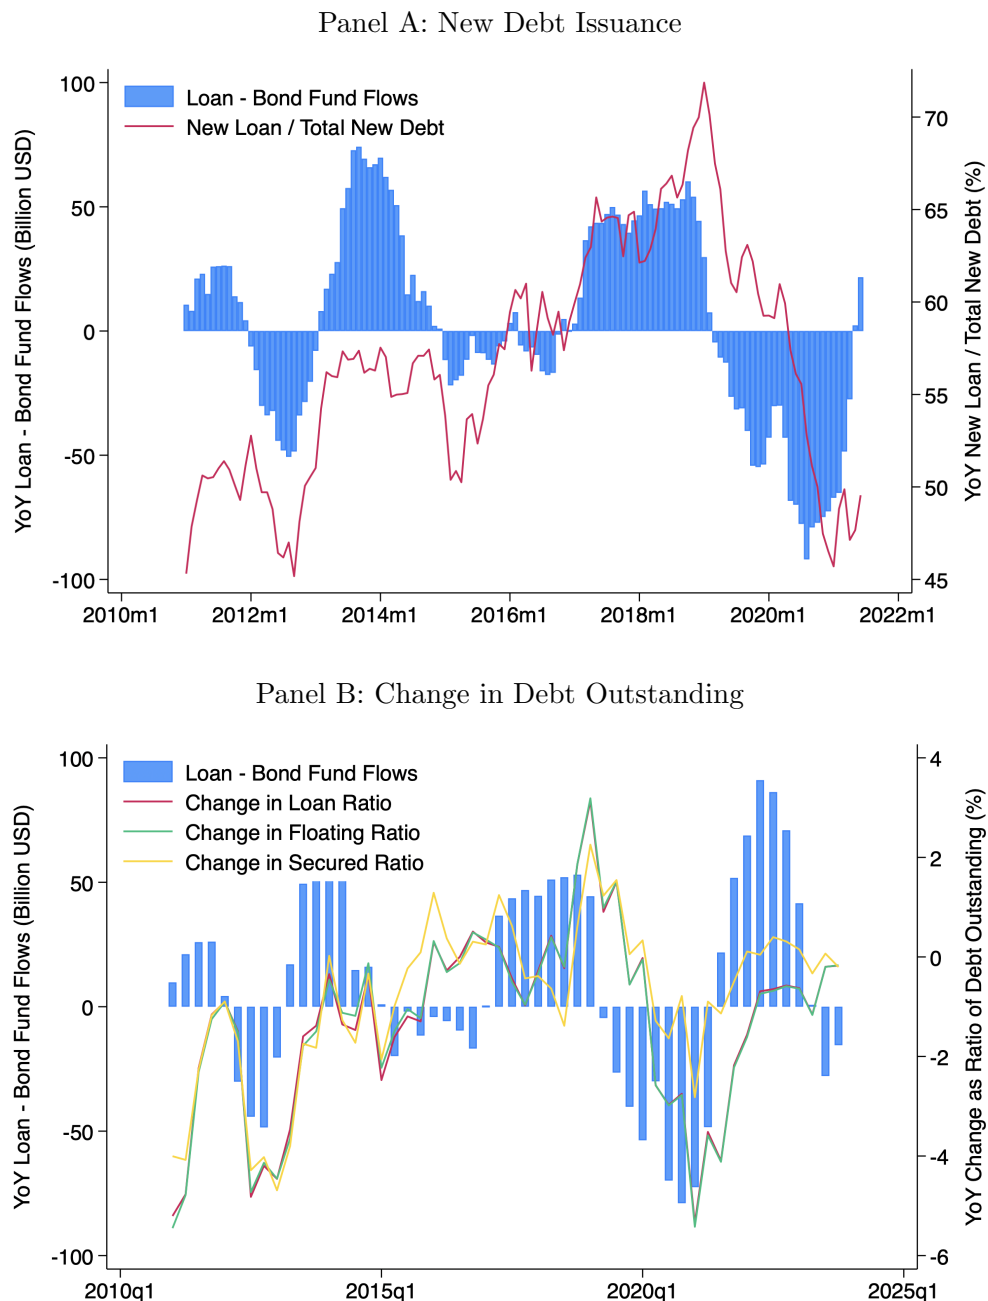 Panel A: New Debt Issuance
Loan - Bond Fund Flows
New Loan / Total New Debt
YoY Loan - Bond Fund Flows (Billion USD)
100
50
0
-50
-100
70
65
60
55
50
45
YoY New Loan / Total New Debt (%)
2010m1 2012m1 2014m1 2016m1 2018m1 2020m1 2022m1
Panel B: Change in Debt Outstanding
Loan - Bond Fund Flows
Change in Loan Ratio
Change in Floating Ratio
Change in Secured Ratio
YoY Loan - Bond Fund Flows (Billion USD)
100
50
0
-50
-100
4
2
0
-2
-4
-6
YoY Change as Ratio of Debt Outstanding (%)
2010q1 2015q1 2020q1 2025q1